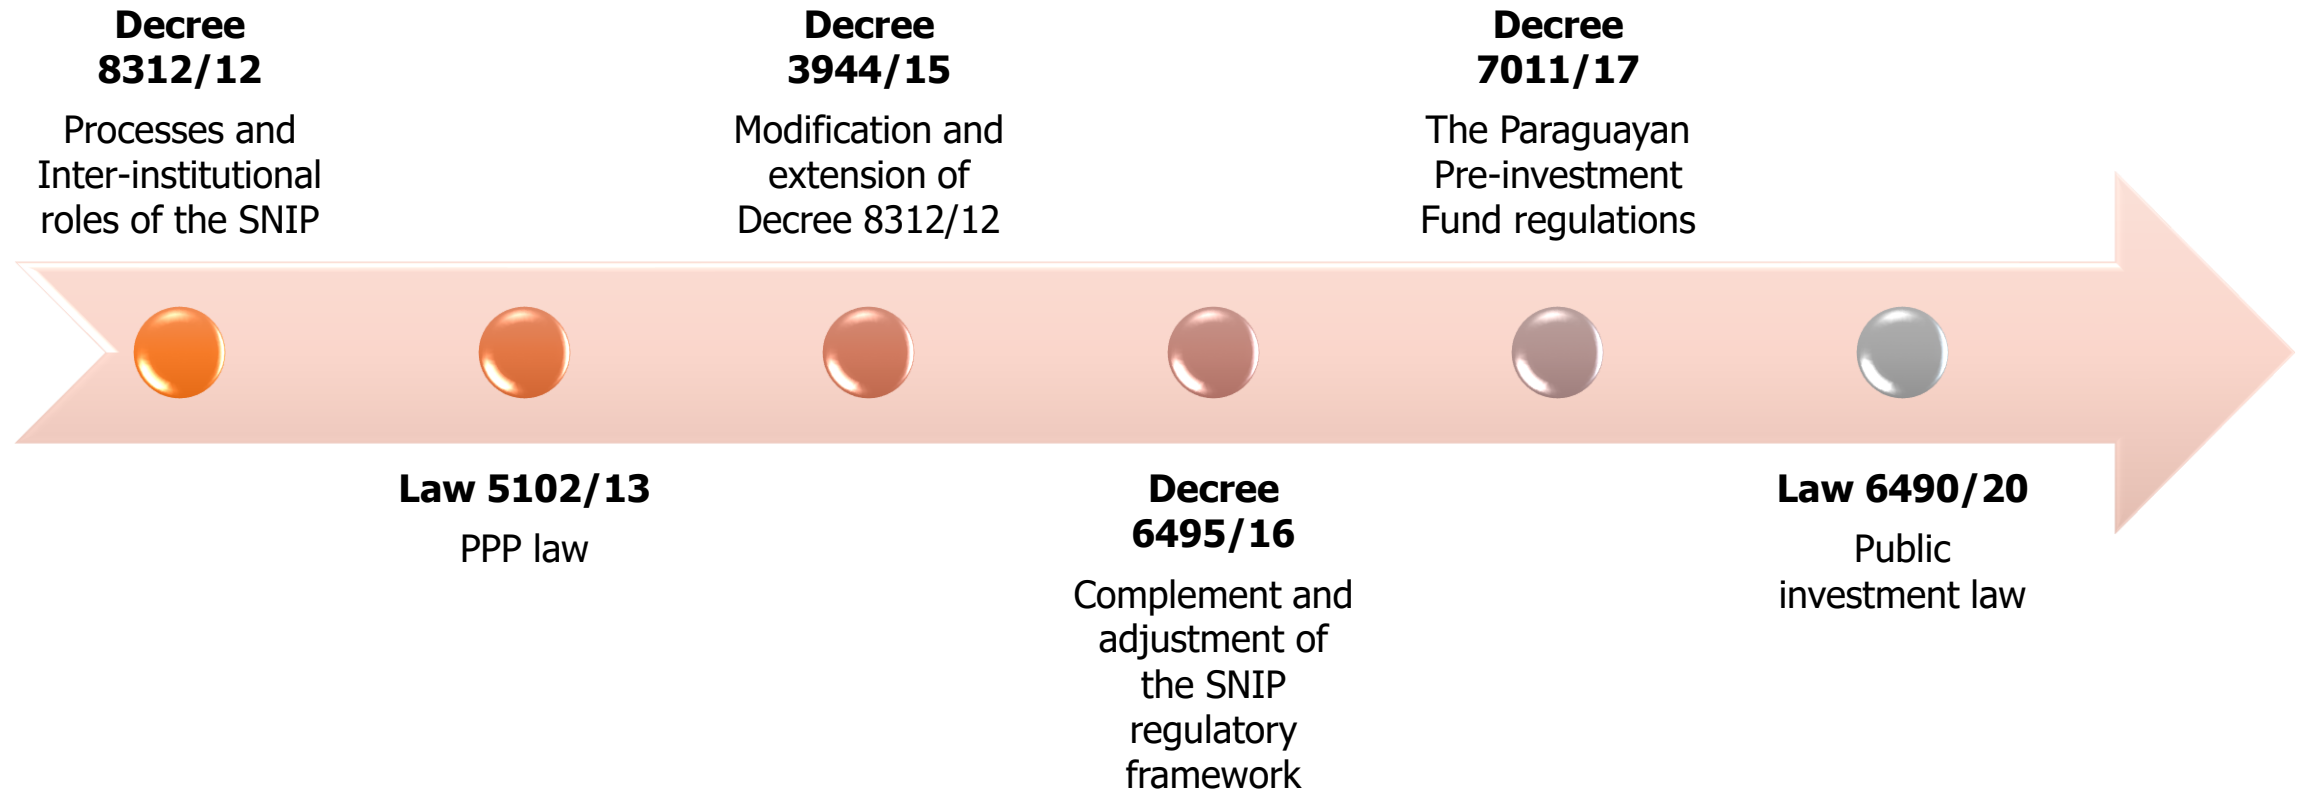 Decree
8312/12
Processes and
Inter-institutional
roles of the SNIP
Law 5102/13
PPP law
Decree
3944/15
Modification and
extension of
Decree 8312/12
Decree
6495/16
Complement and
adjustment of
the SNIP
regulatory
framework
Decree
7011/17
The Paraguayan
Pre-investment
Fund regulations
Law 6490/20
Public
investment law